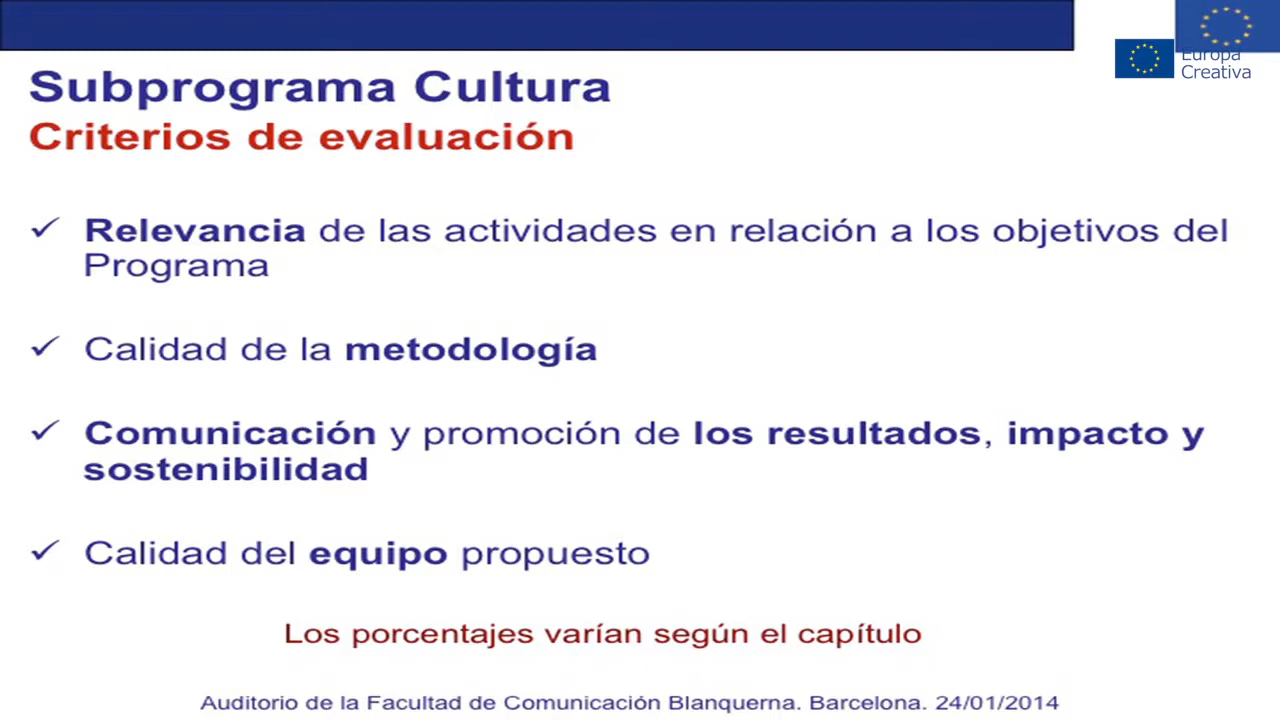 Europa
Creativa
Subprograma Cultura
Criterios de evaluación
✓ Relevancia de las actividades en relación a los objetivos del
Programa
✓ Calidad de la metodología
✓ Comunicación y promoción de los resultados, impacto y
sostenibilidad
✓ Calidad del equipo propuesto
Los porcentajes varían según el capítulo
Auditorio de la Facultad de Comunicación Blanquerna. Barcelona. 24/01/2014